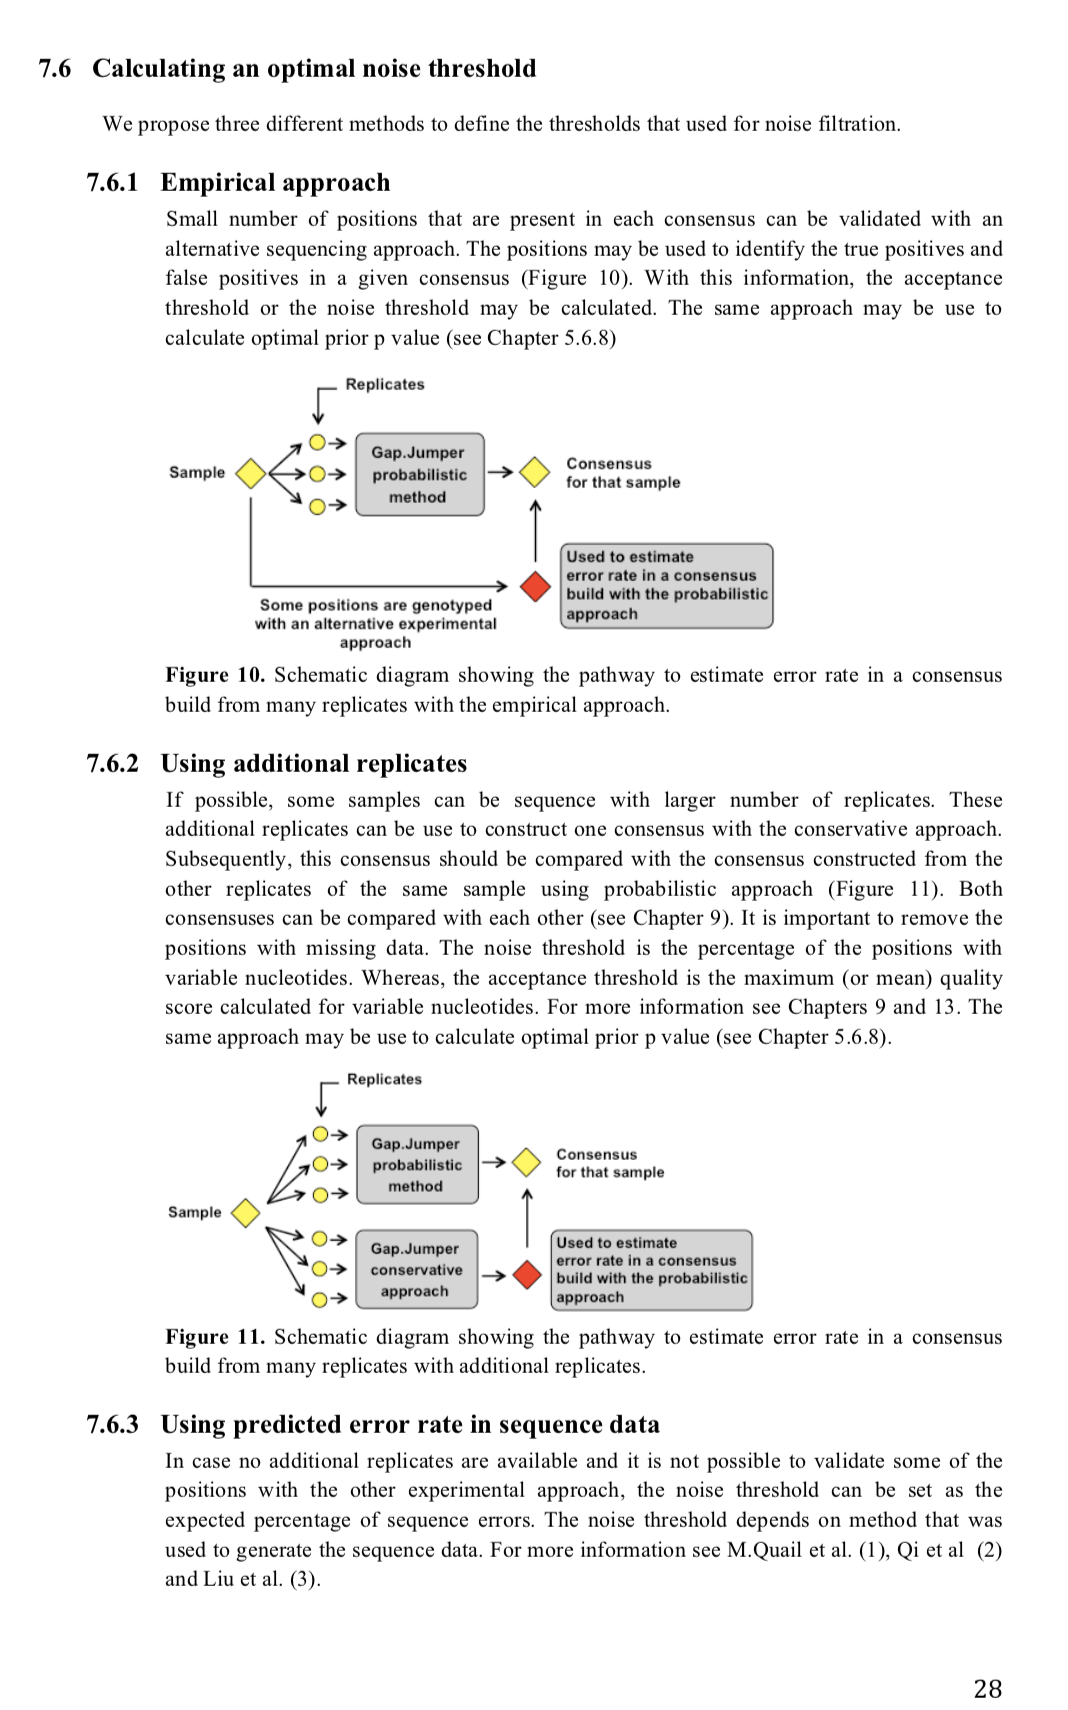 7.6 Calculating an optimal noise threshold
We propose three different methods to define the thresholds that used for noise filtration.
7.6.1 Empirical approach
Small number of positions that are present in each consensus can be validated with an
alternative sequencing approach. The positions may be used to identify the true positives and
false positives in a given consensus (Figure 10). With this information, the acceptance
threshold or the noise threshold may be calculated. The same approach may be use to
calculate optimal prior p value (see Chapter 5.6.8)
Replicates
Sample
Gap.Jumper
probabilistic
method
Consensus
for that sample
Used to estimate
error rate in a consensus
build with the probabilistic
approach
Some positions are genotyped
with an alternative experimental
approach
Figure 10. Schematic diagram showing the pathway to estimate error rate in a consensus
build from many replicates with the empirical approach.
7.6.2 Using additional replicates
If possible, some samples can be sequence with larger number of replicates. These
additional replicates can be use to construct one consensus with the conservative approach.
Subsequently, this consensus should be compared with the consensus constructed from the
other replicates of the same sample using probabilistic approach (Figure 11). Both
consensuses can be compared with each other (see Chapter 9). It is important to remove the
positions with missing data. The noise threshold is the percentage of the positions with
variable nucleotides. Whereas, the acceptance threshold is the maximum (or mean) quality
score calculated for variable nucleotides. For more information see Chapters 9 and 13. The
same approach may be use to calculate optimal prior p value (see Chapter 5.6.8).
Replicates
Gap.Jumper
probabilistic
method
Consensus
for that sample
Sample
Gap.Jumper
conservative
approach
Used to estimate
error rate in a consensus
build with the probabilistic
approach
Figure 11. Schematic diagram showing the pathway to estimate error rate in a consensus
build from many replicates with additional replicates.
7.6.3 Using predicted error rate in sequence data
In case no additional replicates are available and it is not possible to validate some of the
positions with the other experimental approach, the noise threshold can be set as the
expected percentage of sequence errors. The noise threshold depends on method that was
used to generate the sequence data. For more information see M.Quail et al. (1), Qi et al (2)
and Liu et al. (3).
28